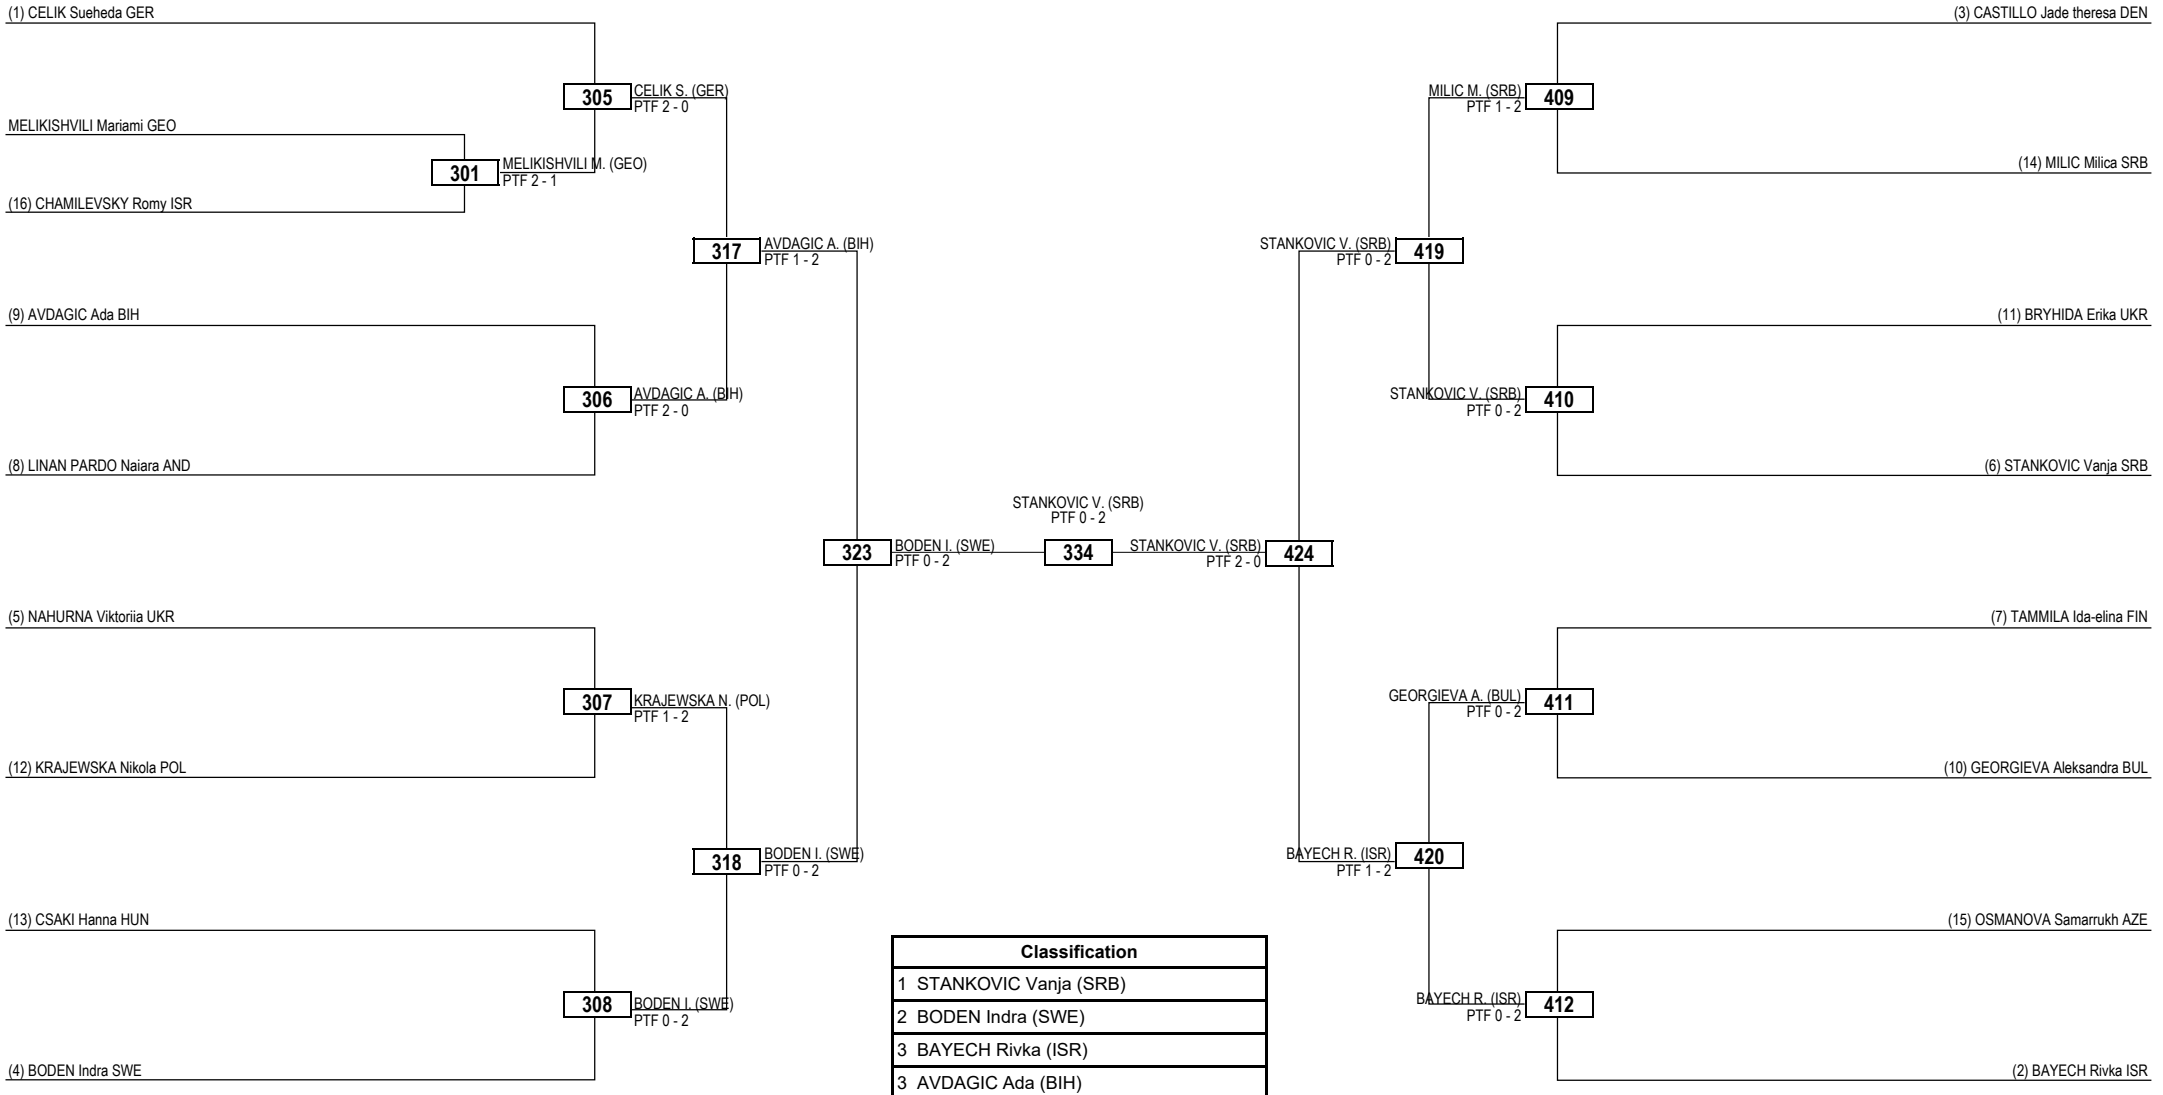 (1) CELIK Sueheda GER
(3) CASTILLO Jade theresa DEN
305
CELIK S. (GER)
PTF 2 - 0
MILIC M. (SRB)
PTF 1 - 2
409
MELIKISHVILI Mariami GEO
301
MELIKISHVILI M. (GEO)
PTF 2 - 1
(14) MILIC Milica SRB
(16) CHAMILEVSKY Romy ISR
317
AVDAGIC A. (BIH)
PTF 1 - 2
STANKOVIC V. (SRB)
PTF 0 - 2
419
(9) AVDAGIC Ada BIH
(11) BRYHIDA Erika UKR
306
AVDAGIC A. (BIH)
PTF 2 - 0
STANKOVIC V. (SRB)
PTF 0 - 2
410
(8) LINAN PARDO Naiara AND
(6) STANKOVIC Vanja SRB
STANKOVIC V. (SRB)
PTF 0 - 2
323
BODEN I. (SWE)
PTF 0 - 2
334
STANKOVIC V. (SRB)
PTF 2 - 0
424
(5) NAHURNA Viktoriia UKR
(7) TAMMILA Ida-elina FIN
307
KRAJEWSKA N. (POL)
PTF 1 - 2
GEORGIEVA A. (BUL)
PTF 0 - 2
411
(12) KRAJEWSKA Nikola POL
(10) GEORGIEVA Aleksandra BUL
318
BODEN I. (SWE)
PTF 0 - 2
BAYECH R. (ISR)
PTF 1 - 2
420
(13) CSAKI Hanna HUN
(15) OSMANOVA Samarrukh AZE
308
BODEN I. (SWE)
PTF 0 - 2
BAYECH R. (ISR)
PTF 0 - 2
412
(4) BODEN Indra SWE
(2) BAYECH Rivka ISR
Classification
1 STANKOVIC Vanja (SRB)
2 BODEN Indra (SWE)
3 BAYECH Rivka (ISR)
3 AVDAGIC Ada (BIH)